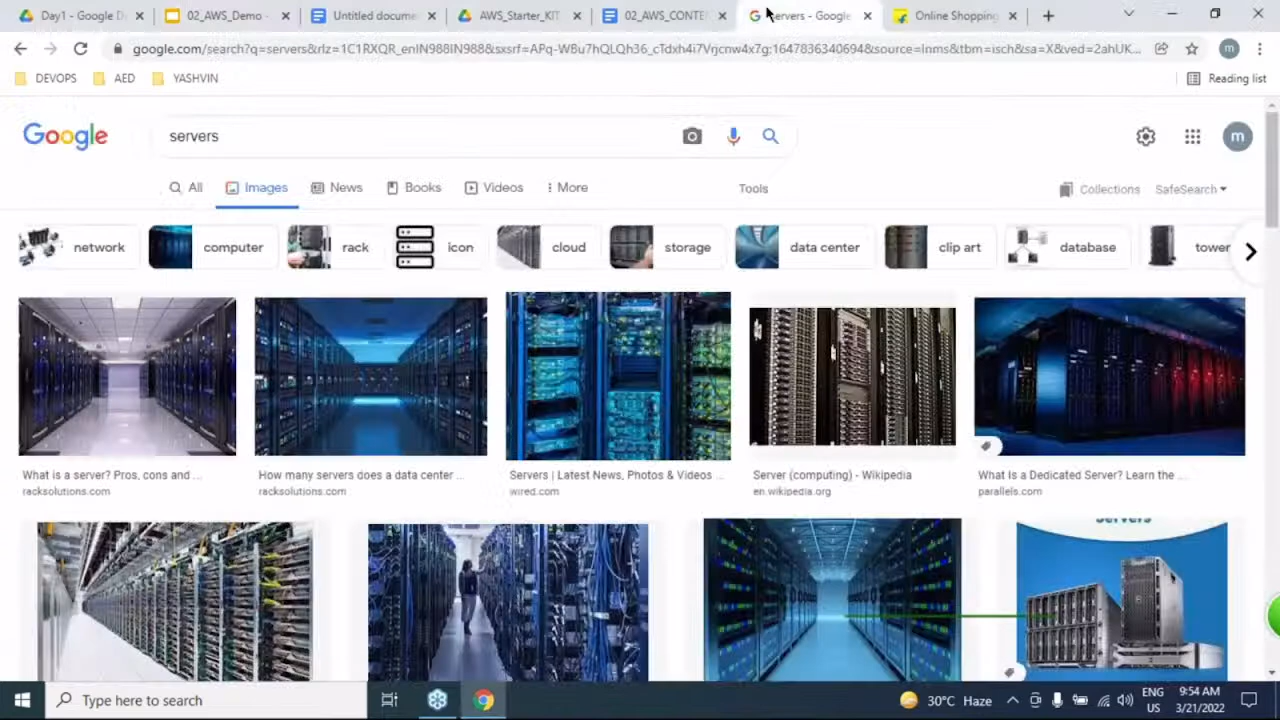 Day1 - Google D
02_AWS_Demo -
Untitled docume
AWS_Starter_KIT
02_AWS_CONTE
servers - Google
Online Shopping
google.com/search?q=servers&rlz=1C1RXQR_enIN988IN988&sxsrf=APq-W8u7hQLQh36_cTdxh4i7Vrjcnw4x7g:1647836340694&source=lnms&tbm=isch&sa=X&ved=2ahUK...
m
DEVOPS
AED
YASHVIN
Reading list
Google
servers
m
All
Images
News
Books
Videos
More
Tools
Collections
SafeSearch
network
computer
rack
icon
cloud
storage
data center
clip art
database
tower
What is a server? Pros, cons and ...
racksolutions.com
How many servers does a data center ...
racksolutions.com
Servers | Latest News, Photos & Videos ...
wired.com
Server (computing) - Wikipedia
en.wikipedia.org
What Is a Dedicated Server? Learn the ...
parallels.com
Servers
Type here to search
30°C Haze
ENG
US
9:54 AM
3/21/2022